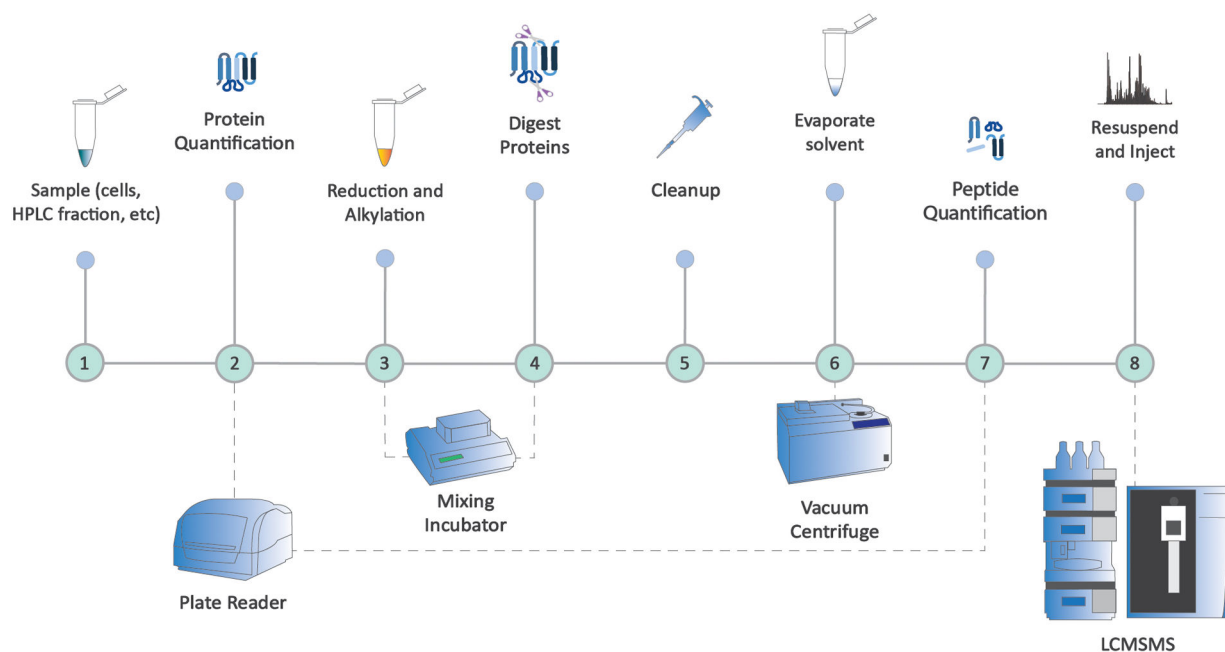 Sample (cells,
HPLC fraction, etc)
Protein
Quantification
Reduction and
Alkylation
Digest
Proteins
Cleanup
Evaporate
solvent
Peptide
Quantification
Resuspend
and Inject
1
2
3
4
5
6
7
8
Plate Reader
Mixing
Incubator
Vacuum
Centrifuge
LCMSMS